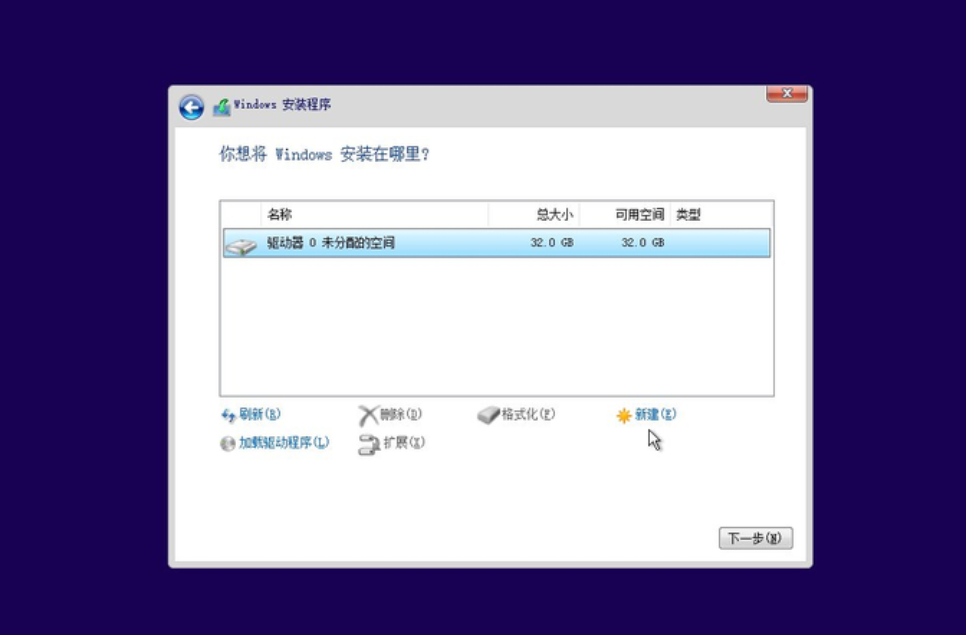 Windows 安装程序
你想将 Windows 安装在哪里?
名称 总大小 可用空间 类型
驱动器 0 未分配的空间 32.0 GB 32.0 GB
刷新(R) 删除(D) 格式化(F) 新建(E)
加载驱动程序(L) 扩展(X)
下一步(N)